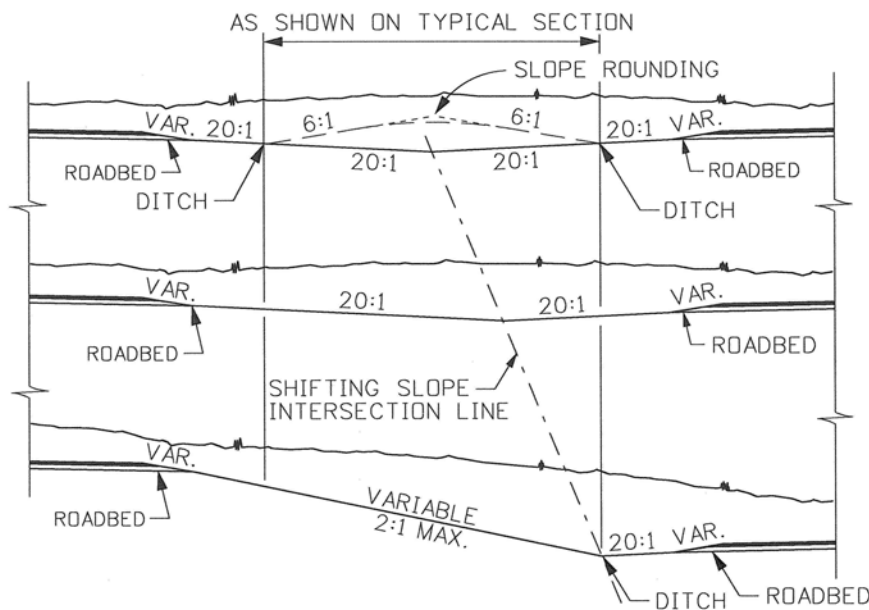 AS SHOWN ON TYPICAL SECTION
SLOPE ROUNDING
VAR. 20:1 6:1 6:1 20:1 VAR.
20:1 20:1
ROADBED ROADBED
DITCH DITCH
VAR. 20:1 20:1 VAR.
ROADBED ROADBED
SHIFTING SLOPE
INTERSECTION LINE
VAR.
ROADBED
VARIABLE
2:1 MAX.
20:1 VAR.
DITCH ROADBED